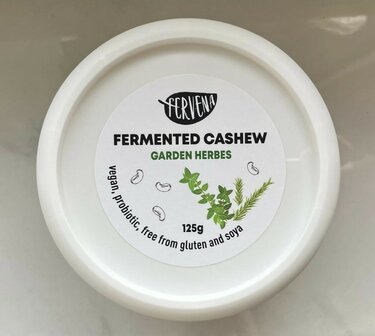 FERVENA
FERMENTED CASHEW
GARDEN HERBES
125g
vegan, probiotic, free from gluten and soya